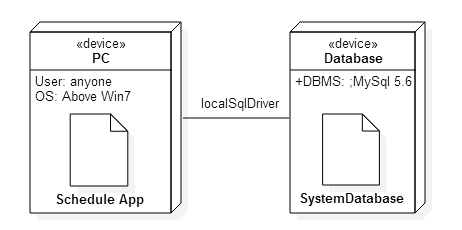 «device»
PC
User: anyone
OS: Above Win7
Schedule App
localSqlDriver
«device»
Database
+DBMS: ;MySql 5.6
SystemDatabase